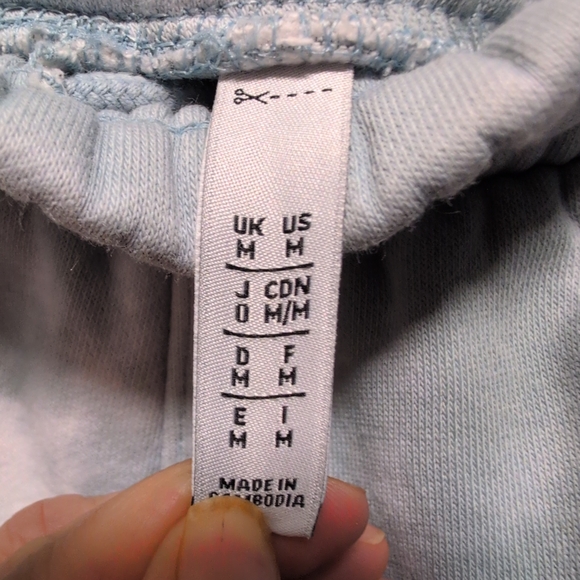 UK US
M M
J CDN
O M/M
D F
M M
E I
M M
MADE IN
CAMBODIA